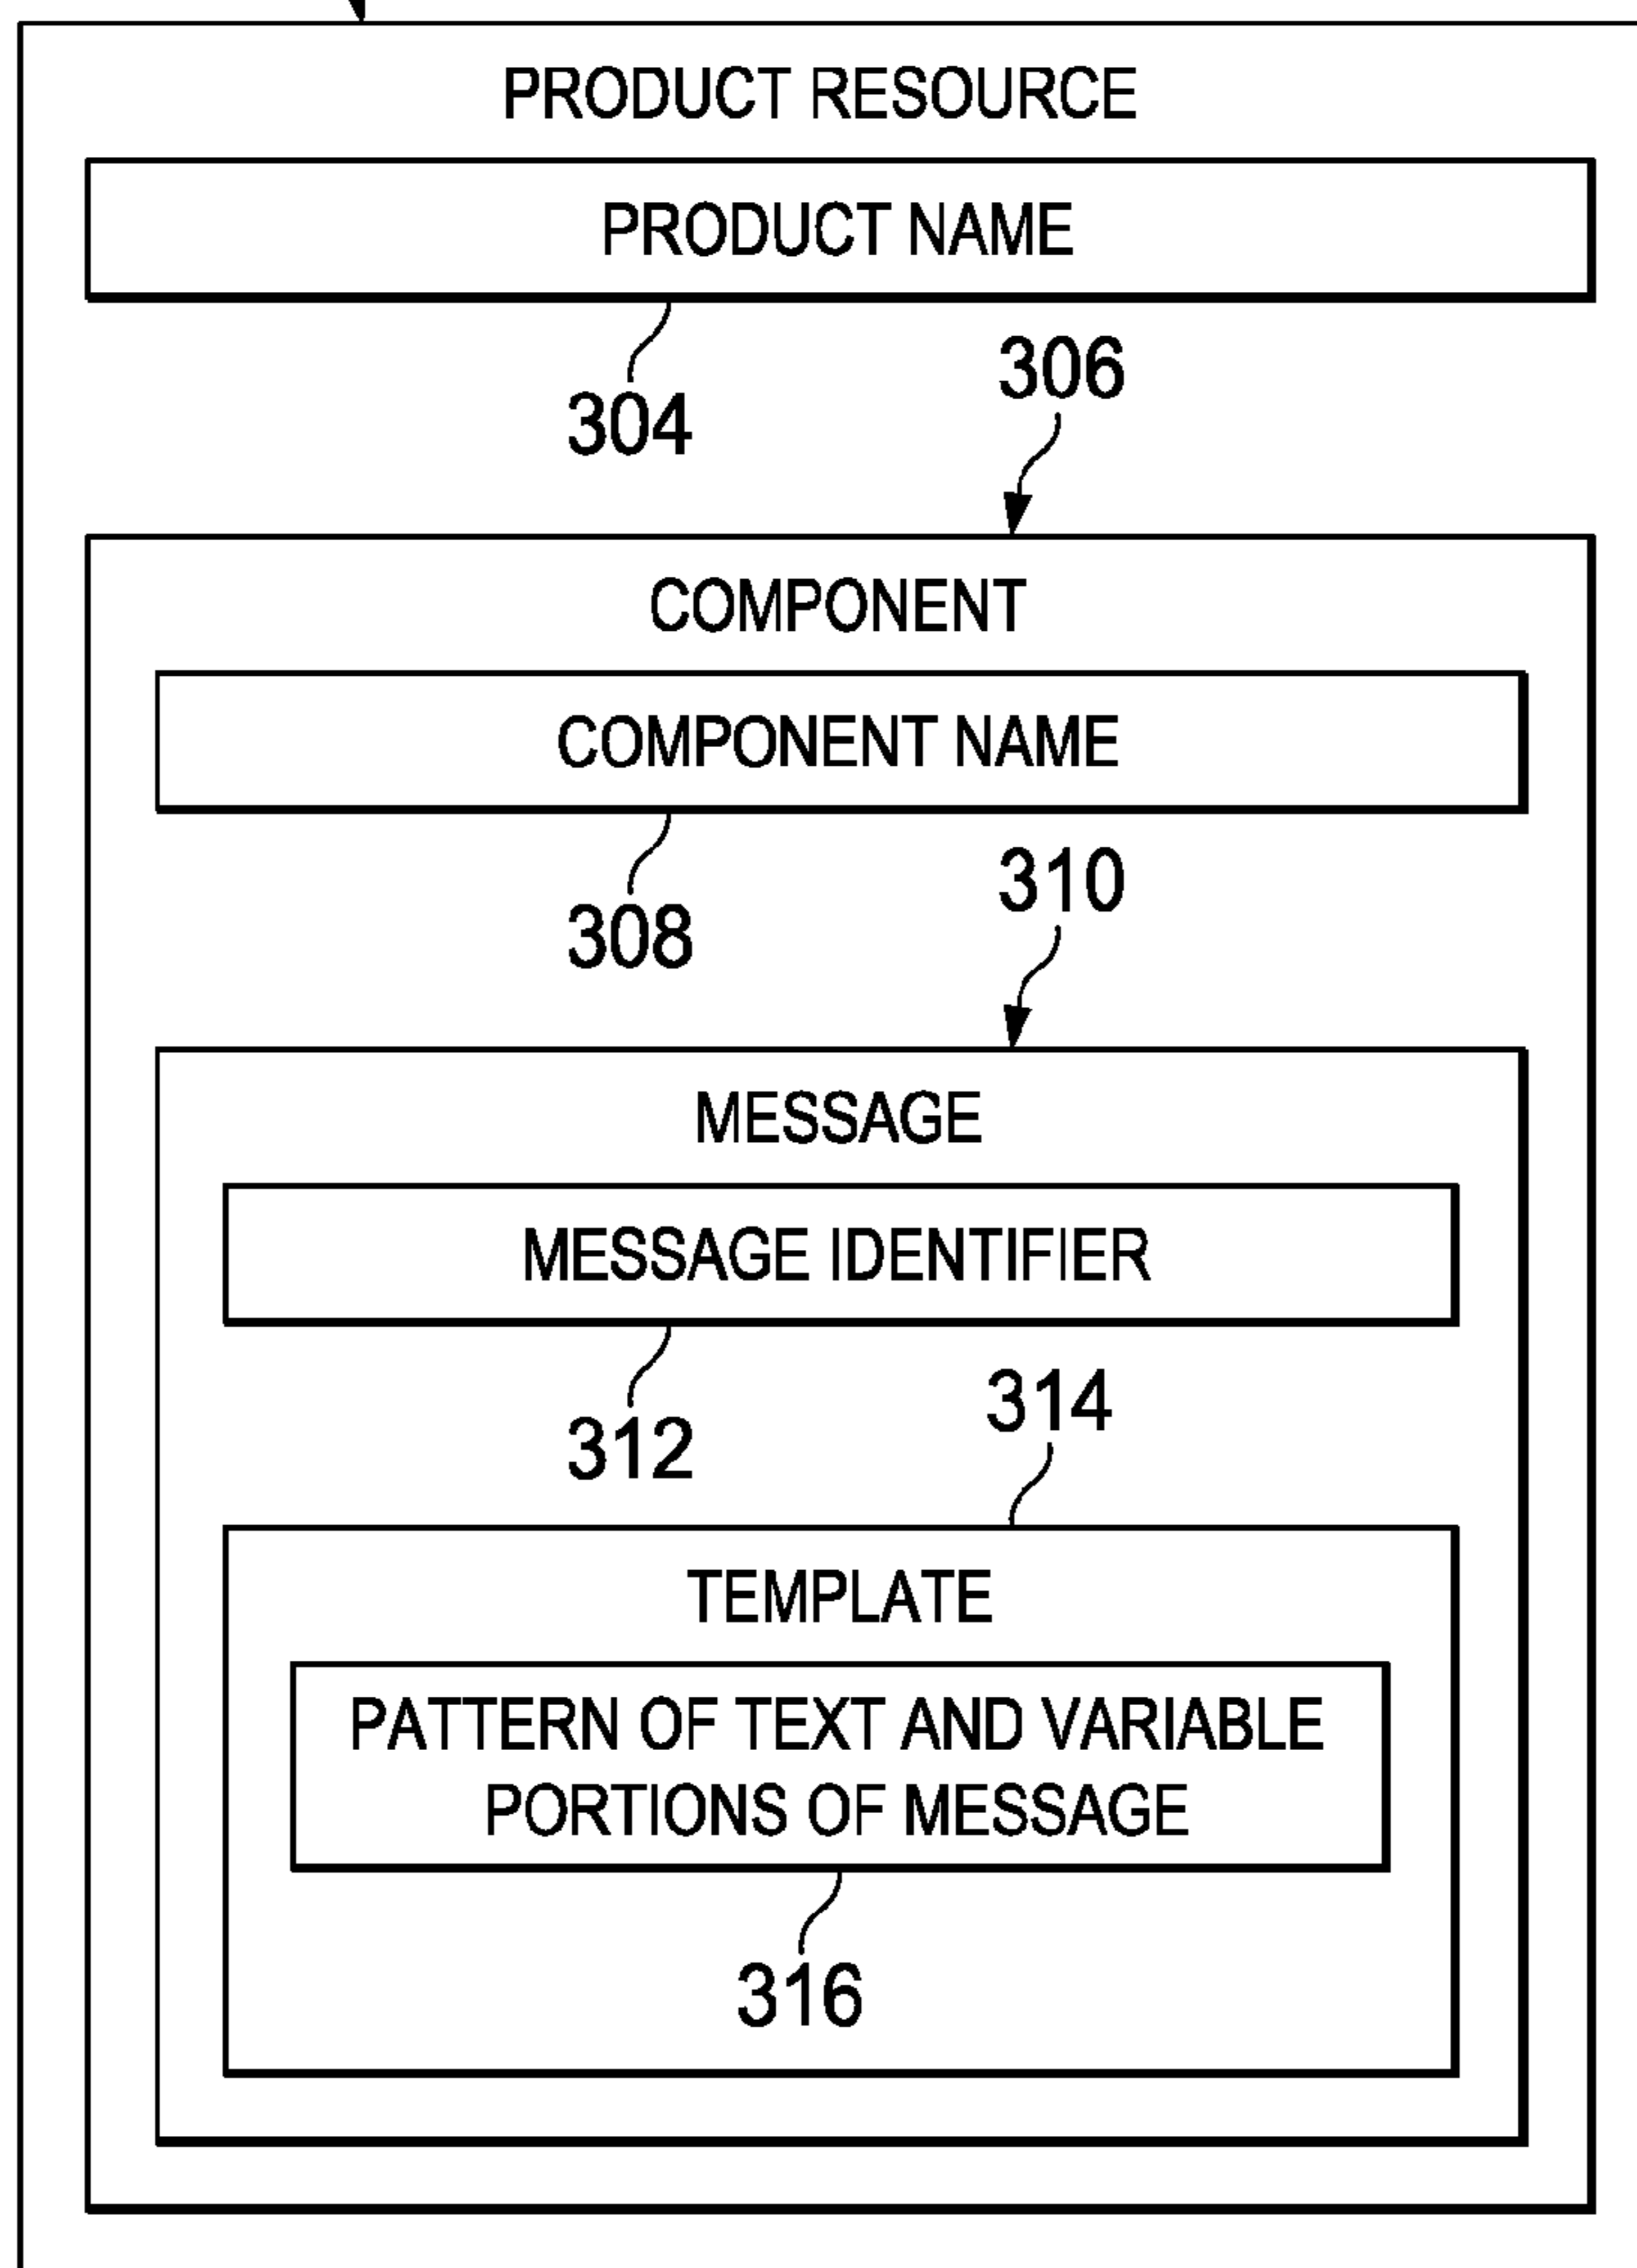 PRODUCT RESOURCE
PRODUCT NAME
304
306
COMPONENT
COMPONENT NAME
308
310
MESSAGE
MESSAGE IDENTIFIER
312
314
TEMPLATE
PATTERN OF TEXT AND VARIABLE
PORTIONS OF MESSAGE
316